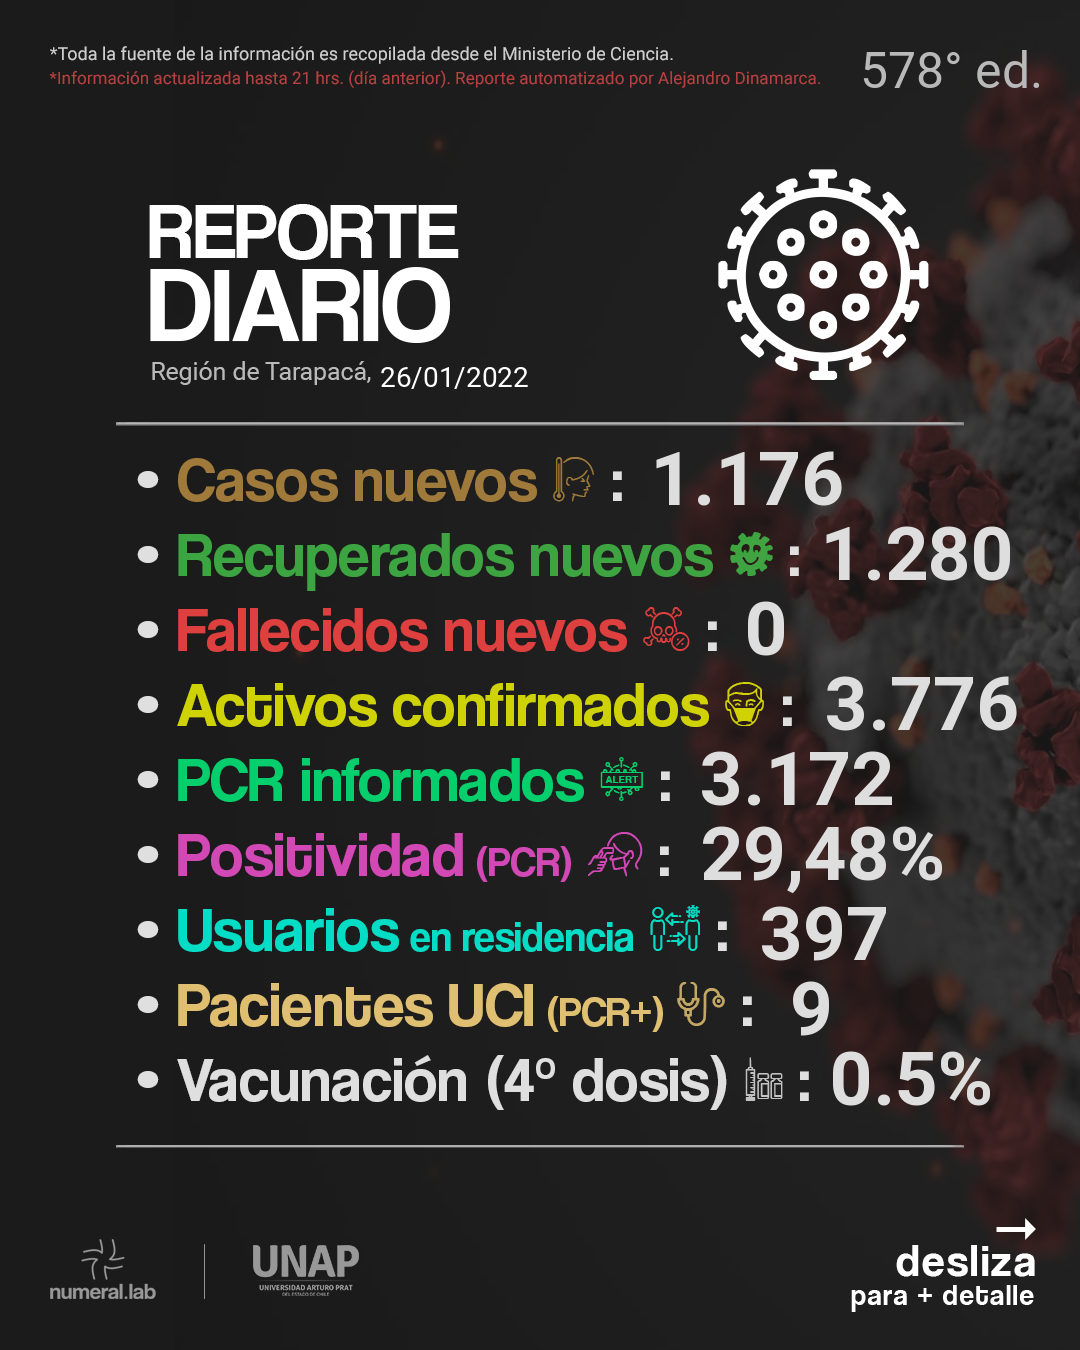 *Toda la fuente de la información es recopilada desde el Ministerio de Ciencia.
*Información actualizada hasta 21 hrs. (día anterior). Reporte automatizado por Alejandro Dinamarca.
578° ed.
REPORTE
DIARIO
Región de Tarapacá, 26/01/2022
• Casos nuevos : 1.176
• Recuperados nuevos : 1.280
• Fallecidos nuevos % : 0
• Activos confirmados : 3.776
• PCR informados ALERT : 3.172
• Positividad (PCR) : 29,48%
• Usuarios en residencia : 397
• Pacientes UCI (PCR+) : 9
• Vacunación (4º dosis) : 0.5%
numeral.lab
UNAP
UNIVERSIDAD ARTURO PRAT
DEL ESTADO DE CHILE
desliza
para + detalle